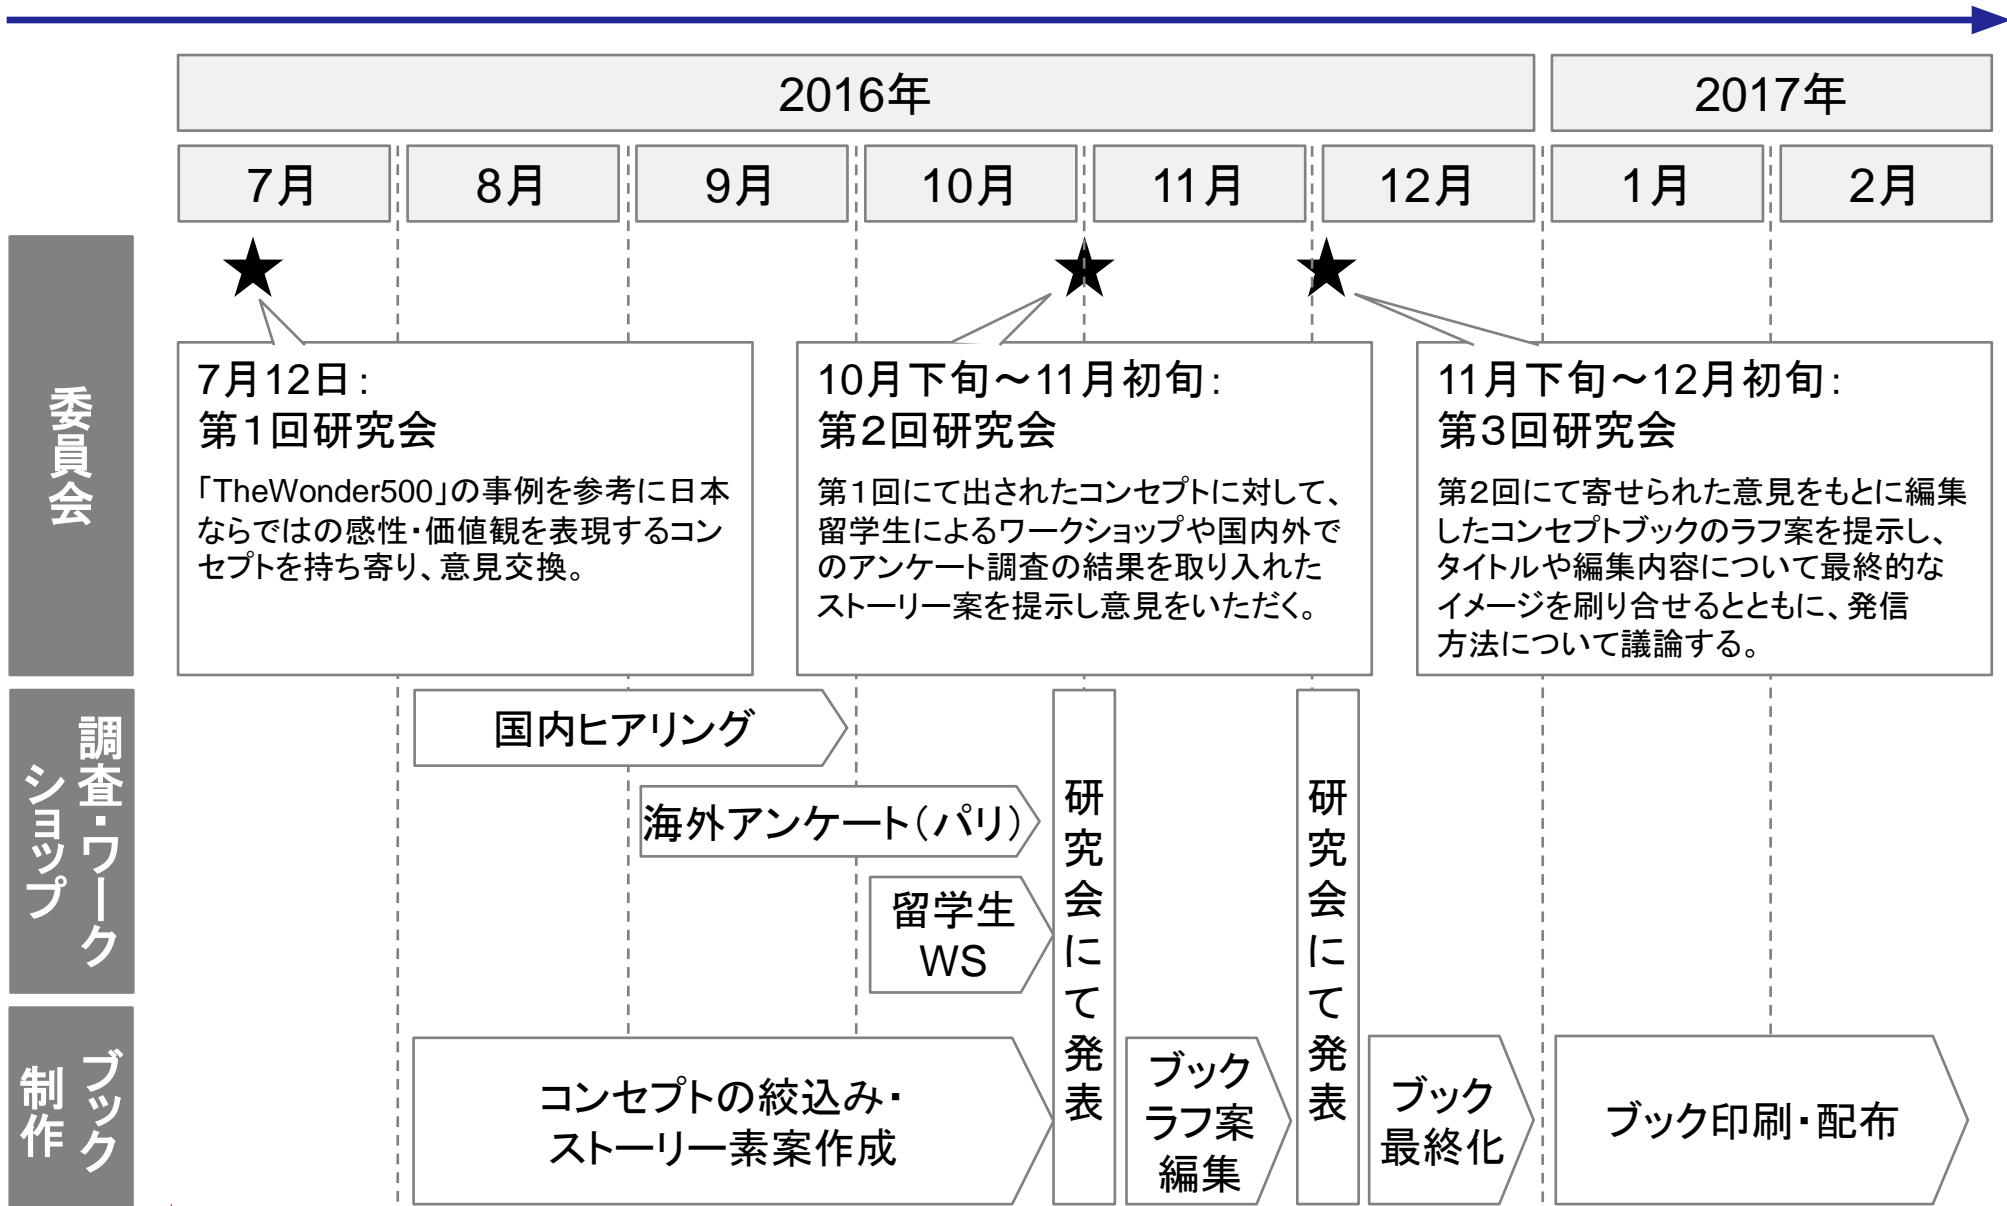 2016年
2017年
7月
8月
9月
10月
11月
12月
1月
2月
委員会
7月12日：
第１回研究会
「TheWonder500」の事例を参考に日本
ならではの感性・価値観を表現するコン
セプトを持ち寄り、意見交換。
10月下旬～11月初旬：
第２回研究会
第１回にて出されたコンセプトに対して、
留学生によるワークショップや国内外で
のアンケート調査の結果を取り入れた
ストーリー案を提示し意見をいただく。
11月下旬～12月初旬：
第３回研究会
第２回にて寄せられた意見をもとに編集
したコンセプトブックのラフ案を提示し、
タイトルや編集内容について最終的な
イメージを刷り合せるとともに、発信
方法について議論する。
調査・ワーク
ショップ
国内ヒアリング
海外アンケート（パリ）
留学生
WS
研究会にて発表
研究会にて発表
ブック
制作
コンセプトの絞込み・
ストーリー素案作成
ブック
ラフ案
編集
ブック
最終化
ブック印刷・配布